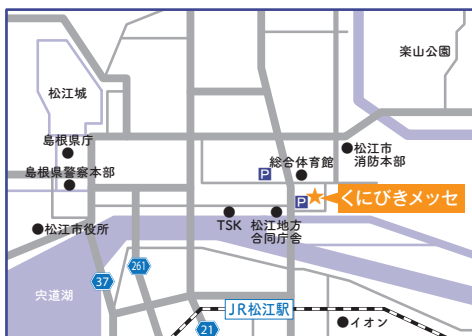 楽山公園
松江城
島根県庁
松江市
消防本部
総合体育館
島根県警察本部
P
P
くにびきメッセ
TSK
松江地方
合同庁舎
松江市役所
261
37
宍道湖
JR松江駅
21
イオン